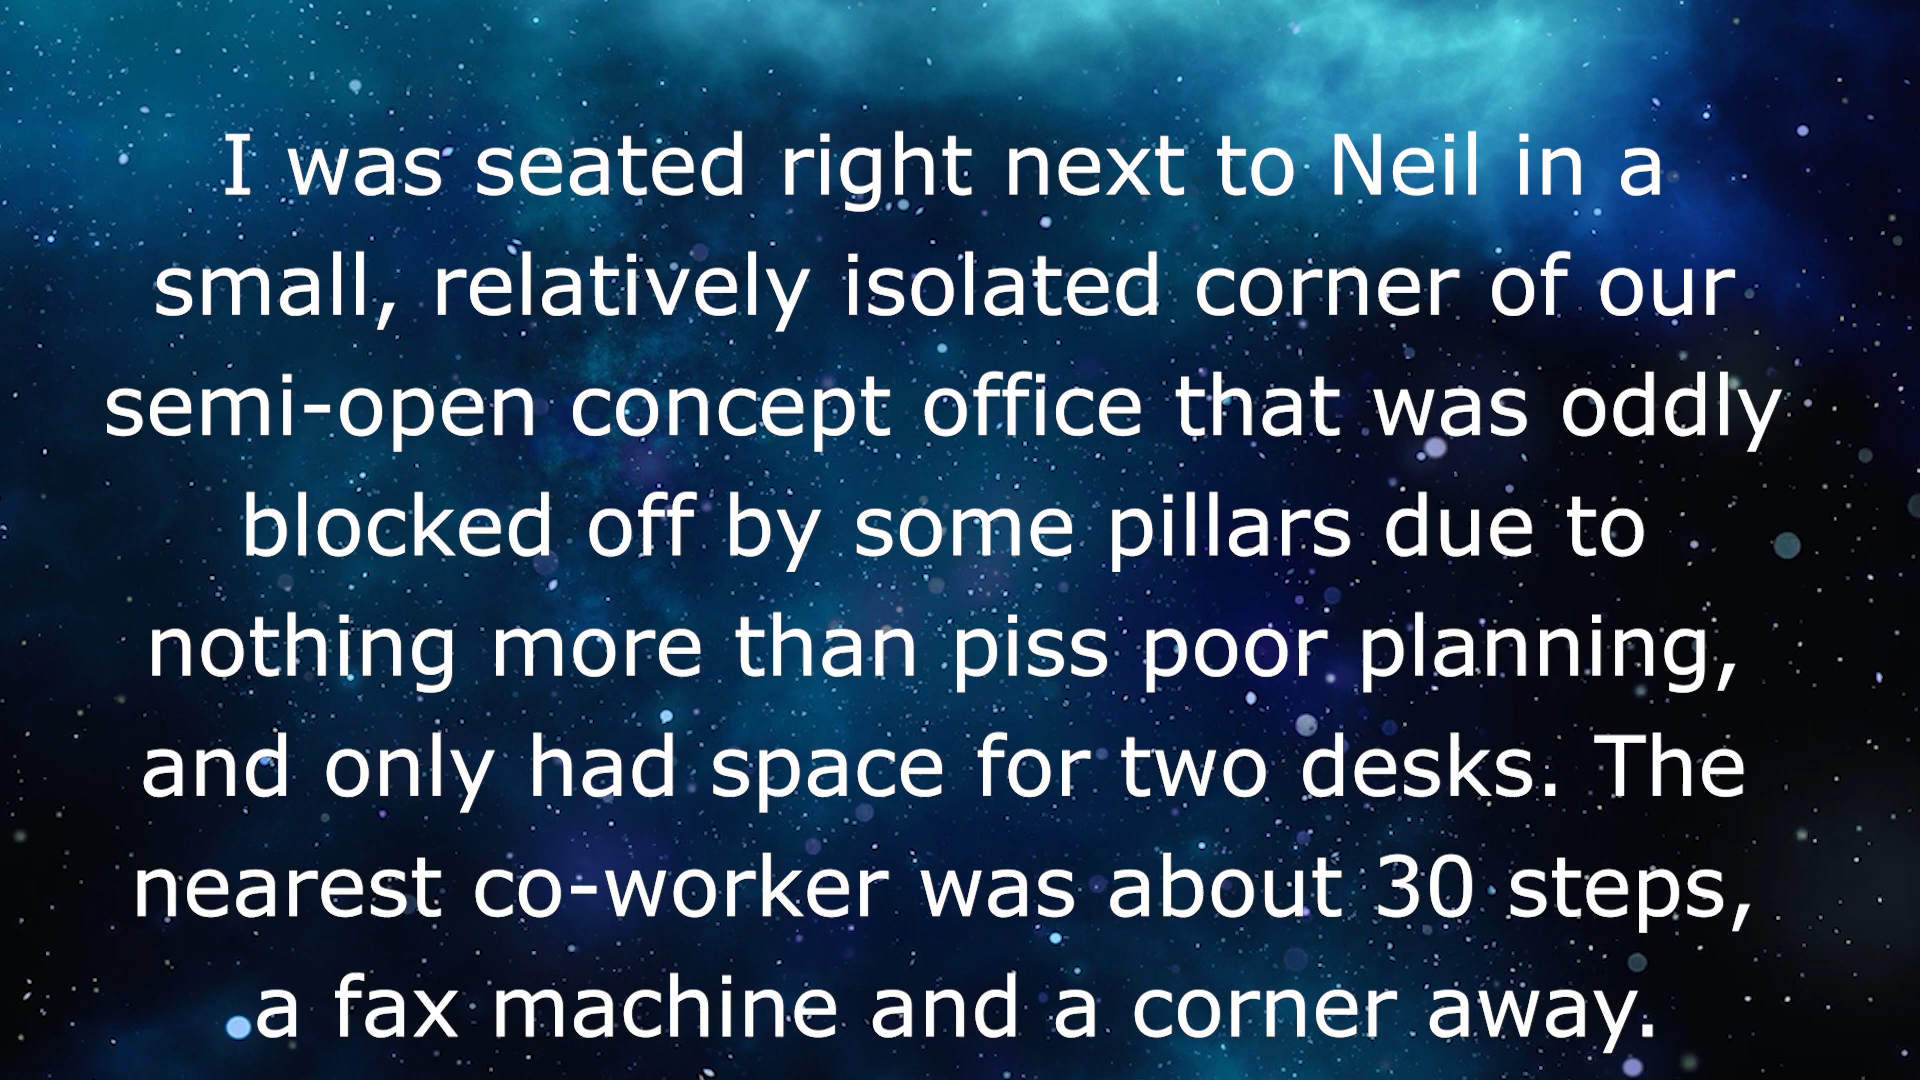 I was seated right next to Neil in a
small, relatively isolated corner of our
semi-open concept office that was oddly
blocked off by some pillars due to
nothing more than piss poor planning,
and only had space for two desks. The
nearest co-worker was about 30 steps,
a fax machine and a corner away.